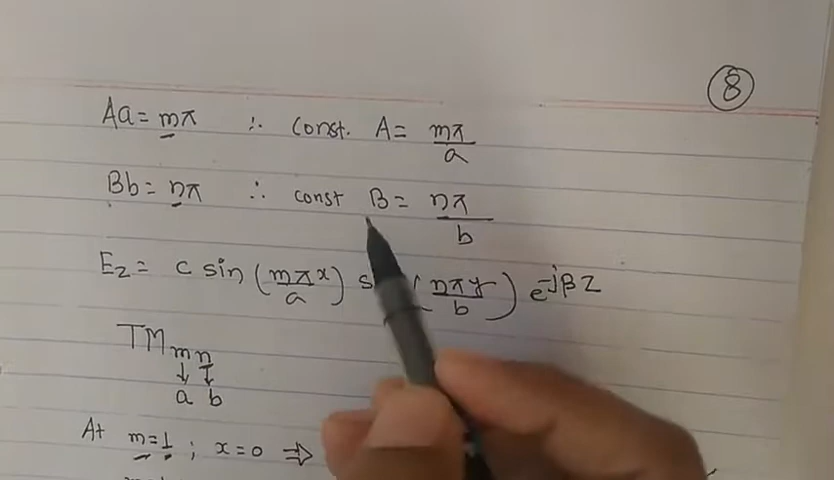 8
Aa = mπ ∴ const. A = mπ/a
Bb = nπ ∴ const B = nπ/b
Ez = c sin (mπx/a) s (nπy/b) e^-jβz
TMmn
↓ ↓
a b
At m=1 ; x=0 ⇒